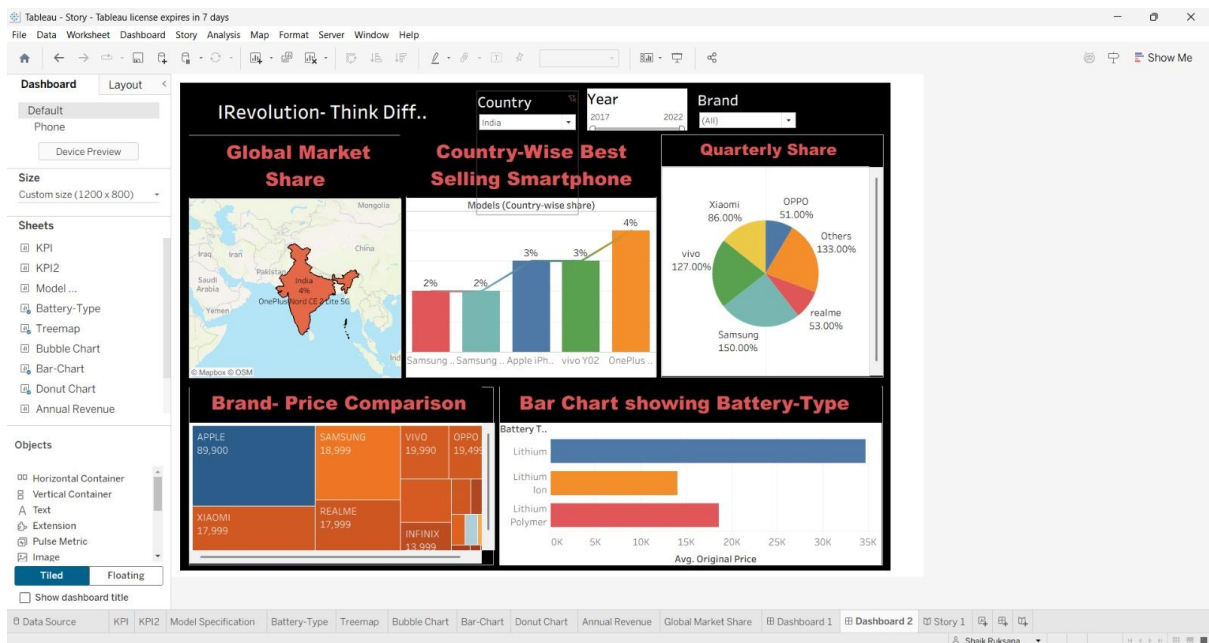 Tableau - Story - Tableau license expires in 7 days
File Data Worksheet Dashboard Story Analysis Map Format Server Window Help
Show Me
Dashboard Layout
Default
Phone
Device Preview
Size
Custom size (1200 x 800)
Sheets
KPI
KPI2
Model ...
Battery-Type
Treemap
Bubble Chart
Bar-Chart
Donut Chart
Annual Revenue
Objects
Horizontal Container
Vertical Container
Text
Extension
Pulse Metric
Image
Tiled Floating
Show dashboard title
IRevolution- Think Diff..
Country
India
Year
2017 2022
Brand
(All)
Global Market
Share
Mongolia
China
Iraq
Iran
Pakistan
Saudi
Arabia
India
4%
OnePlus Nord CE 2 Lite 5G
Yemen
Ind
© Mapbox © OSM
Country-Wise Best
Selling Smartphone
Models (Country-wise share)
2% 2% 3% 3% 4%
Samsung .. Samsung .. Apple iPh.. vivo Y02 OnePlus ..
Quarterly Share
Xiaomi
86.00%
OPPO
51.00%
Others
133.00%
vivo
127.00%
realme
53.00%
Samsung
150.00%
Brand- Price Comparison
APPLE
89,900
SAMSUNG
18,999
VIVO
19,990
OPPO
19,499
XIAOMI
17,999
REALME
17,999
INFINIX
13,999
Bar Chart showing Battery-Type
Battery T..
Lithium
Lithium
Ion
Lithium
Polymer
0K 5K 10K 15K 20K 25K 30K 35K
Avg. Original Price
Data Source KPI KPI2 Model Specification Battery-Type Treemap Bubble Chart Bar-Chart Donut Chart Annual Revenue Global Market Share Dashboard 1 Dashboard 2 Story 1
Shaik Ruksana